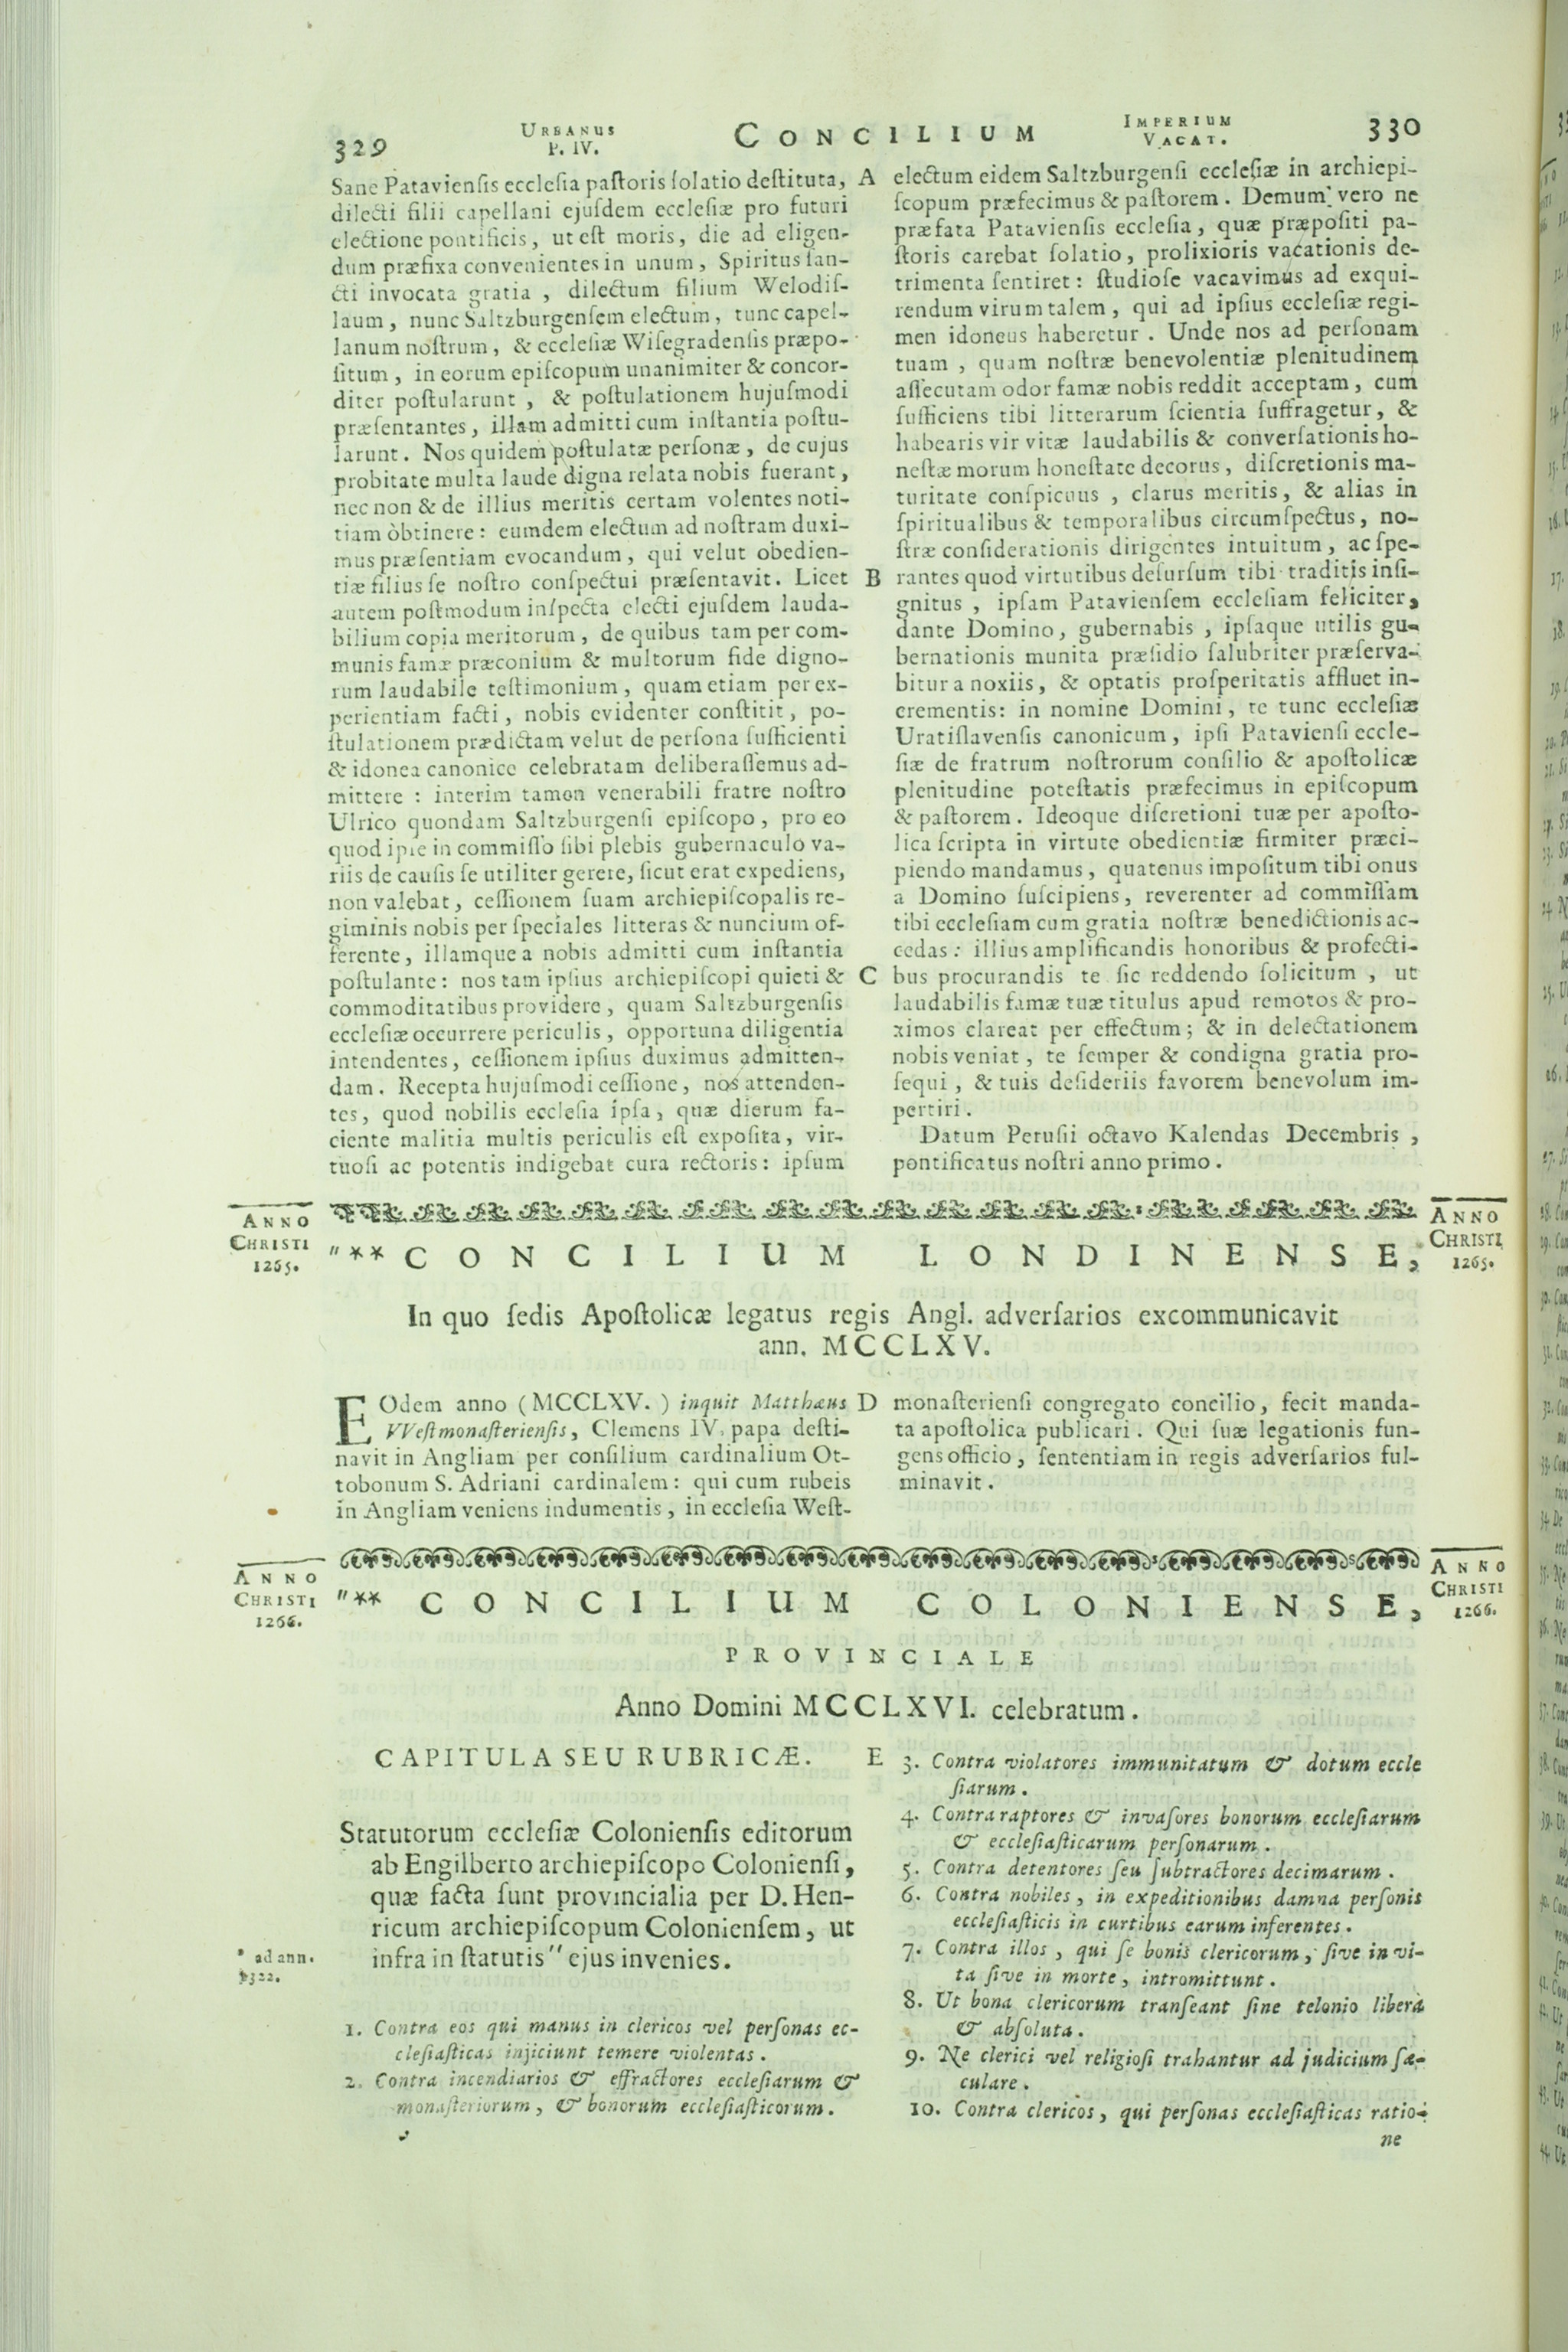 329
URBANUS
P. IV.
CONCILIUM
IMPERIUM
VACAT.
330
Sane Patavienſis eccleſia paſtoris ſolatio deſtituta,
dilecti filii capellani ejuſdem eccleſiæ pro futuri
electione pontificis, ut eſt moris, die ad eligen-
dum præfixa convenientes in unum, Spiritus ſan-
cti invocata gratia, dilectum filium Welodiſ-
laum, nunc Saltzburgenſem electum, tunc capel-
lanum noſtrum, & eccleſiæ Wiſegradenſis præpo-
ſitum, in eorum epiſcopum unanimiter & concor-
diter poſtularunt, & poſtulationem hujuſmodi
præſentantes, illam admitti cum inſtantia poſtu-
larunt. Nos quidem poſtulatæ perſonæ, de cujus
probitate multa laude digna relata nobis fuerant,
nec non & de illius meritis certam volentes noti-
tiam òbtinere: eumdem electum ad noſtram duxi-
mus præſentiam evocandum, qui velut obedien-
tiæ filius ſe noſtro conſpectui præſentavit. Licet
autem poſtmodum inſpecta electi ejuſdem lauda-
bilium copia meritorum, de quibus tam per com-
munis famæ præconium & multorum fide digno-
rum laudabile teſtimonium, quam etiam per ex-
perientiam facti, nobis evidenter conſtitit, po-
ſtulationem prædictam velut de perſona ſufficienti
& idonea canonice celebratam deliberaſſemus ad-
mittere: interim tamen venerabili fratre noſtro
Ulrico quondam Saltzburgenſi epiſcopo, pro eo
quod ipſe in commiſſo ſibi plebis gubernaculo va-
riis de cauſis ſe utiliter gerere, ſicut erat expediens,
non valebat, ceſſionem ſuam archiepiſcopalis re-
giminis nobis per ſpeciales litteras & nuncium of-
ferente, illamque a nobis admitti cum inſtantia
poſtulante: nos tam ipſius archiepiſcopi quieti &
commoditatibus providere, quam Saltzburgenſis
eccleſiæ occurrere periculis, opportuna diligentia
intendentes, ceſſionem ipſius duximus admitten-
dam. Recepta hujuſmodi ceſſione, nos attenden-
tes, quod nobilis eccleſia ipſa, quæ dierum fa-
ciente malitia multis periculis eſt expoſita, vir-
tuoſi ac potentis indigebat cura rectoris: ipſum
A
B
C
electum eidem Saltzburgenſi eccleſiæ in archiepi-
ſcopum præfecimus & paſtorem. Demum vero ne
præfata Patavienſis eccleſia, quæ præpoſiti pa-
ſtoris carebat ſolatio, prolixioris vacationis de-
trimenta ſentiret: ſtudioſe vacavimus ad exqui-
rendum virum talem, qui ad ipſius eccleſiæ regi-
men idoneus haberetur. Unde nos ad perſonam
tuam, quam noſtræ benevolentiæ plenitudinem
aſſecutam odor famæ nobis reddit acceptam, cum
ſufficiens tibi litterarum ſcientia ſuffragetur, &
habearis vir vitæ laudabilis & converſationis ho-
neſtæ morum honeſtate decorus, diſcretionis ma-
turitate conſpicuus, clarus meritis, & alias in
ſpiritualibus & temporalibus circumſpectus, no-
ſtræ conſiderationis dirigentes intuitum, ac ſpe-
rantes quod virtutibus deſurſum tibi traditis inſi-
gnitus, ipſam Patavienſem eccleſiam feliciter,
dante Domino, gubernabis, ipſaque utilis gu-
bernationis munita præſidio ſalubriter præſerva-
bitur a noxiis, & optatis proſperitatis affluet in-
crementis: in nomine Domini, te tunc eccleſiæ
Uratiſlavenſis canonicum, ipſi Patavienſi eccle-
ſiæ de fratrum noſtrorum conſilio & apoſtolicæ
plenitudine poteſtatis præfecimus in epiſcopum
& paſtorem. Ideoque diſcretioni tuæ per apoſto-
lica ſcripta in virtute obedientiæ firmiter præci-
piendo mandamus, quatenus impoſitum tibi onus
a Domino ſuſcipiens, reverenter ad commiſſam
tibi eccleſiam cum gratia noſtræ benedictionis ac-
cedas: illius amplificandis honoribus & profecti-
bus procurandis te ſic reddendo ſolicitum, ut
laudabilis famæ tuæ titulus apud remotos & pro-
ximos clareat per effectum; & in delectationem
nobis veniat, te ſemper & condigna gratia pro-
ſequi, & tuis deſideriis favorem benevolum im-
pertiri.
Datum Peruſii octavo Kalendas Decembris,
pontificatus noſtri anno primo.
ANNO
CHRISTI
1265.
"** CONCILIUM LONDINENSE,
ANNO
CHRISTI
1265.
In quo ſedis Apoſtolicæ legatus regis Angl. adverſarios excommunicavit
ann. MCCLXV.
EOdem anno (MCCLXV.) inquit Matthæus
VVeſtmonaſterienſis, Clemens IV. papa deſti-
navit in Angliam per conſilium cardinalium Ot-
tobonum S. Adriani cardinalem: qui cum rubeis
in Angliam veniens indumentis, in eccleſia Weſt-
D
monaſterienſi congregato concilio, fecit manda-
ta apoſtolica publicari. Qui ſuæ legationis fun-
gens officio, ſententiam in regis adverſarios ful-
minavit.
ANNO
CHRISTI
1266.
"** CONCILIUM COLONIENSE,
ANNO
CHRISTI
1266.
PROVINCIALE
Anno Domini MCCLXVI. celebratum.
CAPITULA SEU RUBRICÆ.
Statutorum eccleſiæ Colonienſis editorum
ab Engilberto archiepiſcopo Colonienſi,
quæ facta ſunt provincialia per D. Hen-
ricum archiepiſcopum Colonienſem, ut
infra in ſtatutis " ejus invenies.
" ad ann.
1322.
1. Contra eos qui manus in clericos vel perſonas ec-
cleſiaſticas injiciunt temere violentas.
2. Contra incendiarios & effractores eccleſiarum &
monaſteriorum, & bonorum eccleſiaſticorum.
E
3. Contra violatores immunitatum & dotum eccle
ſiarum.
4. Contra raptores & invaſores bonorum eccleſiarum
& eccleſiaſticarum perſonarum.
5. Contra detentores ſeu ſubtractores decimarum.
6. Contra nobiles, in expeditionibus damna perſonis
eccleſiaſticis in curtibus earum inferentes.
7. Contra illos, qui ſe bonis clericorum, ſive in vi-
ta ſive in morte, intromittunt.
8. Ut bona clericorum tranſeant ſine telonio libera
& abſoluta.
9. Ne clerici vel religioſi trahantur ad judicium ſæ-
culare.
10. Contra clericos, qui perſonas eccleſiaſticas ratio-
ne